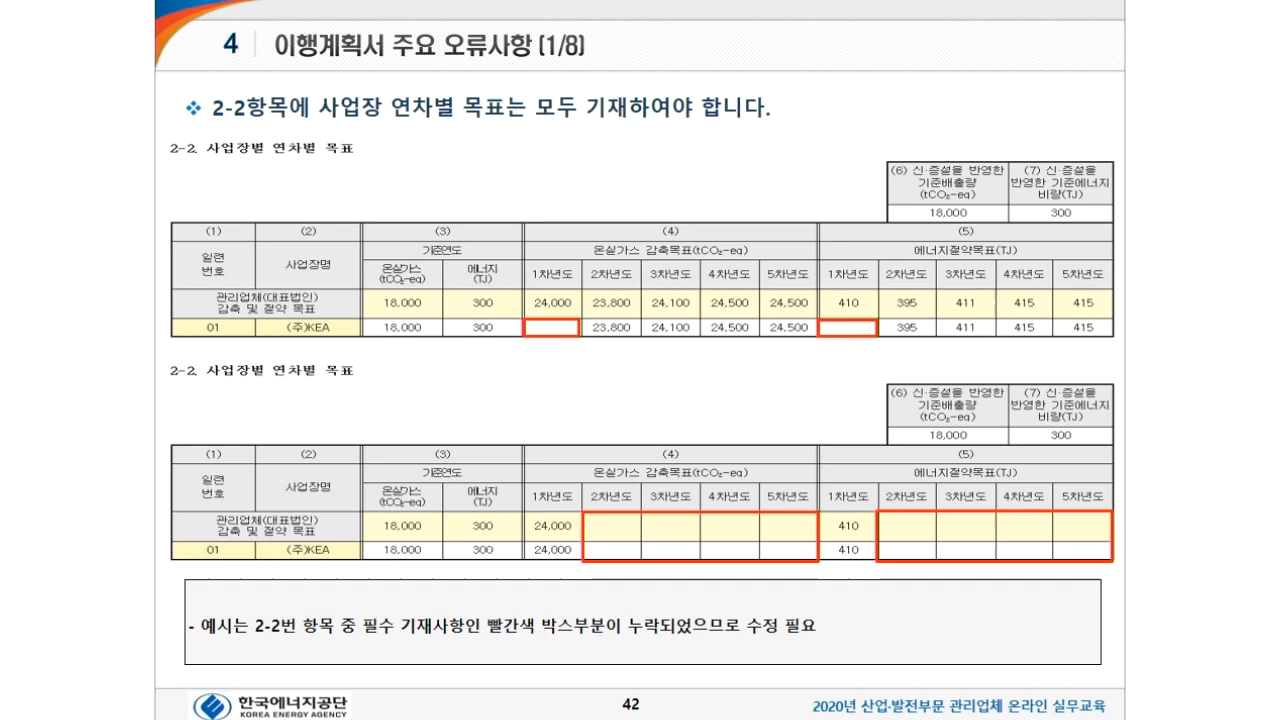 4 이행계획서 주요 오류사항 (1/8)
❖ 2-2항목에 사업장 연차별 목표는 모두 기재하여야 합니다.
2-2. 사업장별 연차별 목표
(6) 신·증설을 반영한 기준배출량 (tCO₂-eq) (7) 신·증설을 반영한 기준에너지 비량(TJ)
18,000 300
(1) (2) (3) (4) (5)
일련 번호 사업장명 기준연도 온실가스 감축목표(tCO₂-eq) 에너지절약목표(TJ)
온실가스 (tCO₂-eq) 에너지 (TJ) 1차년도 2차년도 3차년도 4차년도 5차년도 1차년도 2차년도 3차년도 4차년도 5차년도
관리업체(대표법인) 감축 및 절약 목표 18,000 300 24,000 23,800 24,100 24,500 24,500 410 395 411 415 415
01 (주)KEA 18,000 300 23,800 24,100 24,500 24,500 395 411 415 415
2-2. 사업장별 연차별 목표
(6) 신·증설을 반영한 기준배출량 (tCO₂-eq) (7) 신·증설을 반영한 기준에너지 비량(TJ)
18,000 300
(1) (2) (3) (4) (5)
일련 번호 사업장명 기준연도 온실가스 감축목표(tCO₂-eq) 에너지절약목표(TJ)
온실가스 (tCO₂-eq) 에너지 (TJ) 1차년도 2차년도 3차년도 4차년도 5차년도 1차년도 2차년도 3차년도 4차년도 5차년도
관리업체(대표법인) 감축 및 절약 목표 18,000 300 24,000 410
01 (주)KEA 18,000 300 24,000 410
- 예시는 2-2번 항목 중 필수 기재사항인 빨간색 박스부분이 누락되었으므로 수정 필요
한국에너지공단
KOREA ENERGY AGENCY
42
2020년 산업·발전부문 관리업체 온라인 실무교육